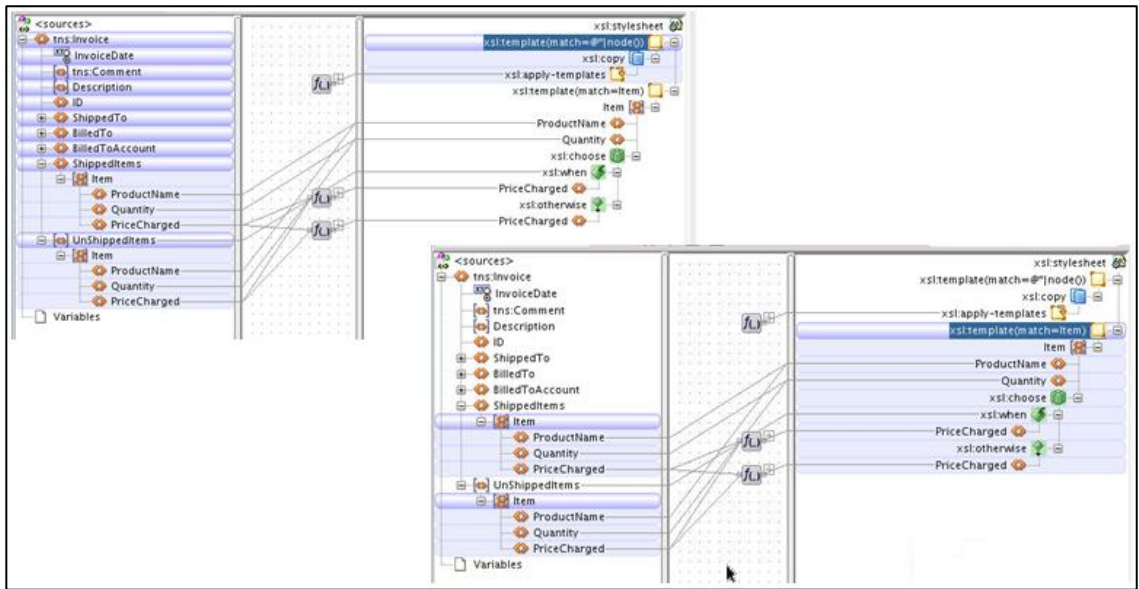 <sources>
tns:Invoice
InvoiceDate
tns:Comment
Description
ID
ShippedTo
BilledTo
BilledToAccount
ShippedItems
Item
ProductName
Quantity
PriceCharged
UnShippedItems
Item
ProductName
Quantity
PriceCharged
Variables
xsl:stylesheet
xsl:template(match=@*|node())
xsl:copy
xsl:apply-templates
xsl:template(match=Item)
Item
ProductName
Quantity
xsl:choose
xsl:when
PriceCharged
xsl:otherwise
PriceCharged
<sources>
tns:Invoice
InvoiceDate
tns:Comment
Description
ID
ShippedTo
BilledTo
BilledToAccount
ShippedItems
Item
ProductName
Quantity
PriceCharged
UnShippedItems
Item
ProductName
Quantity
PriceCharged
Variables
xsl:stylesheet
xsl:template(match=@*|node())
xsl:copy
xsl:apply-templates
xsl:template(match=Item)
Item
ProductName
Quantity
xsl:choose
xsl:when
PriceCharged
xsl:otherwise
PriceCharged